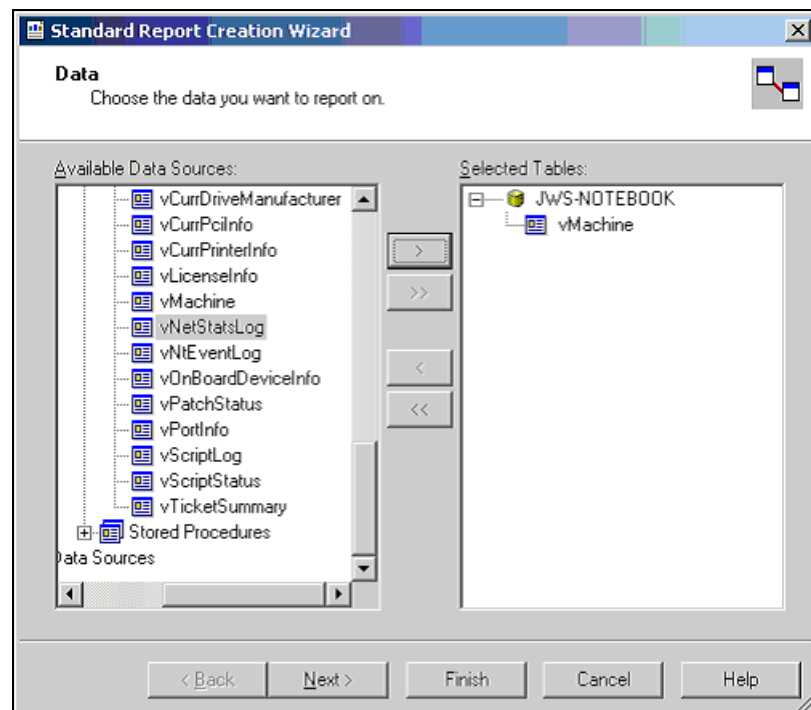 Standard Report Creation Wizard
Data
Choose the data you want to report on.
Available Data Sources:
vCurrDriveManufacturer
vCurrPciInfo
vCurrPrinterInfo
vLicenseInfo
vMachine
vNetStatsLog
vNtEventLog
vOnBoardDeviceInfo
vPatchStatus
vPortInfo
vScriptLog
vScriptStatus
vTicketSummary
Stored Procedures
Data Sources
>
>>
<
<<
Selected Tables:
JWS-NOTEBOOK
vMachine
< Back
Next >
Finish
Cancel
Help